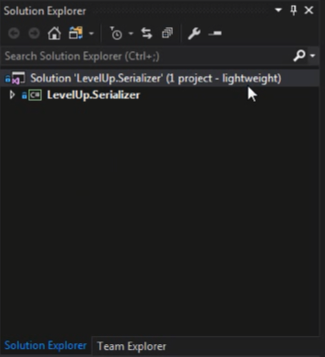 Solution Explorer
Search Solution Explorer (Ctrl+;)
Solution 'LevelUp.Serializer' (1 project - lightweight)
C# LevelUp.Serializer
Solution Explorer Team Explorer